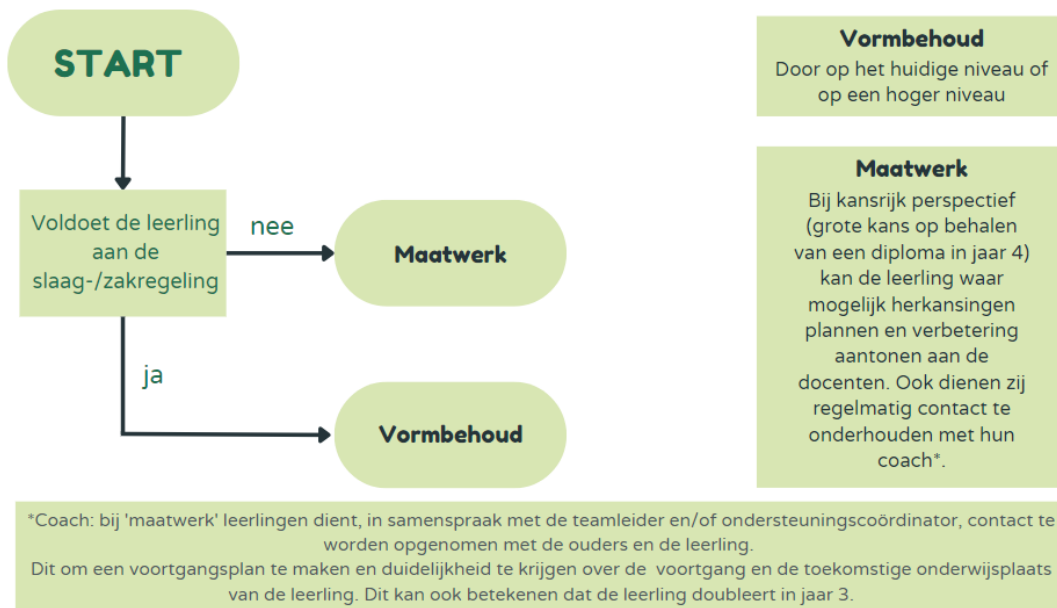 START
Voldoet de leerling
aan de
slaag-/zakregeling
nee
Maatwerk
ja
Vormbehoud
Vormbehoud
Door op het huidige niveau of
op een hoger niveau
Maatwerk
Bij kansrijk perspectief
(grote kans op behalen
van een diploma in jaar 4)
kan de leerling waar
mogelijk herkansingen
plannen en verbetering
aantonen aan de
docenten. Ook dienen zij
regelmatig contact te
onderhouden met hun
coach*.
*Coach: bij 'maatwerk' leerlingen dient, in samenspraak met de teamleider en/of ondersteuningscoördinator, contact te
worden opgenomen met de ouders en de leerling.
Dit om een voortgangsplan te maken en duidelijkheid te krijgen over de voortgang en de toekomstige onderwijsplaats
van de leerling. Dit kan ook betekenen dat de leerling doubleert in jaar 3.